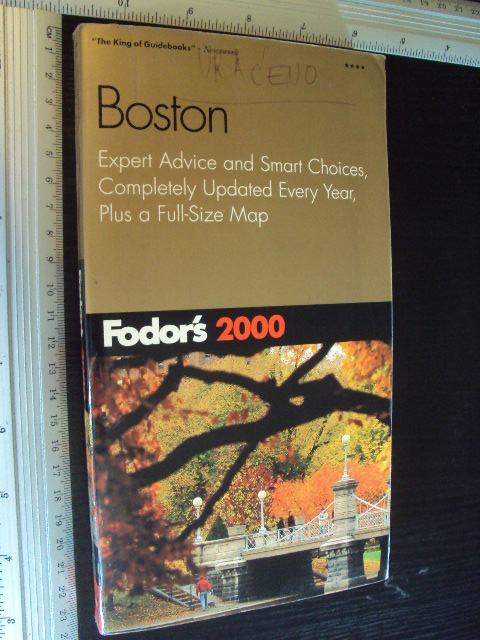 "The King of Guidebooks" Newsweek
VRAĆENO
Boston
Expert Advice and Smart Choices,
Completely Updated Every Year,
Plus a Full-Size Map
Fodor's 2000